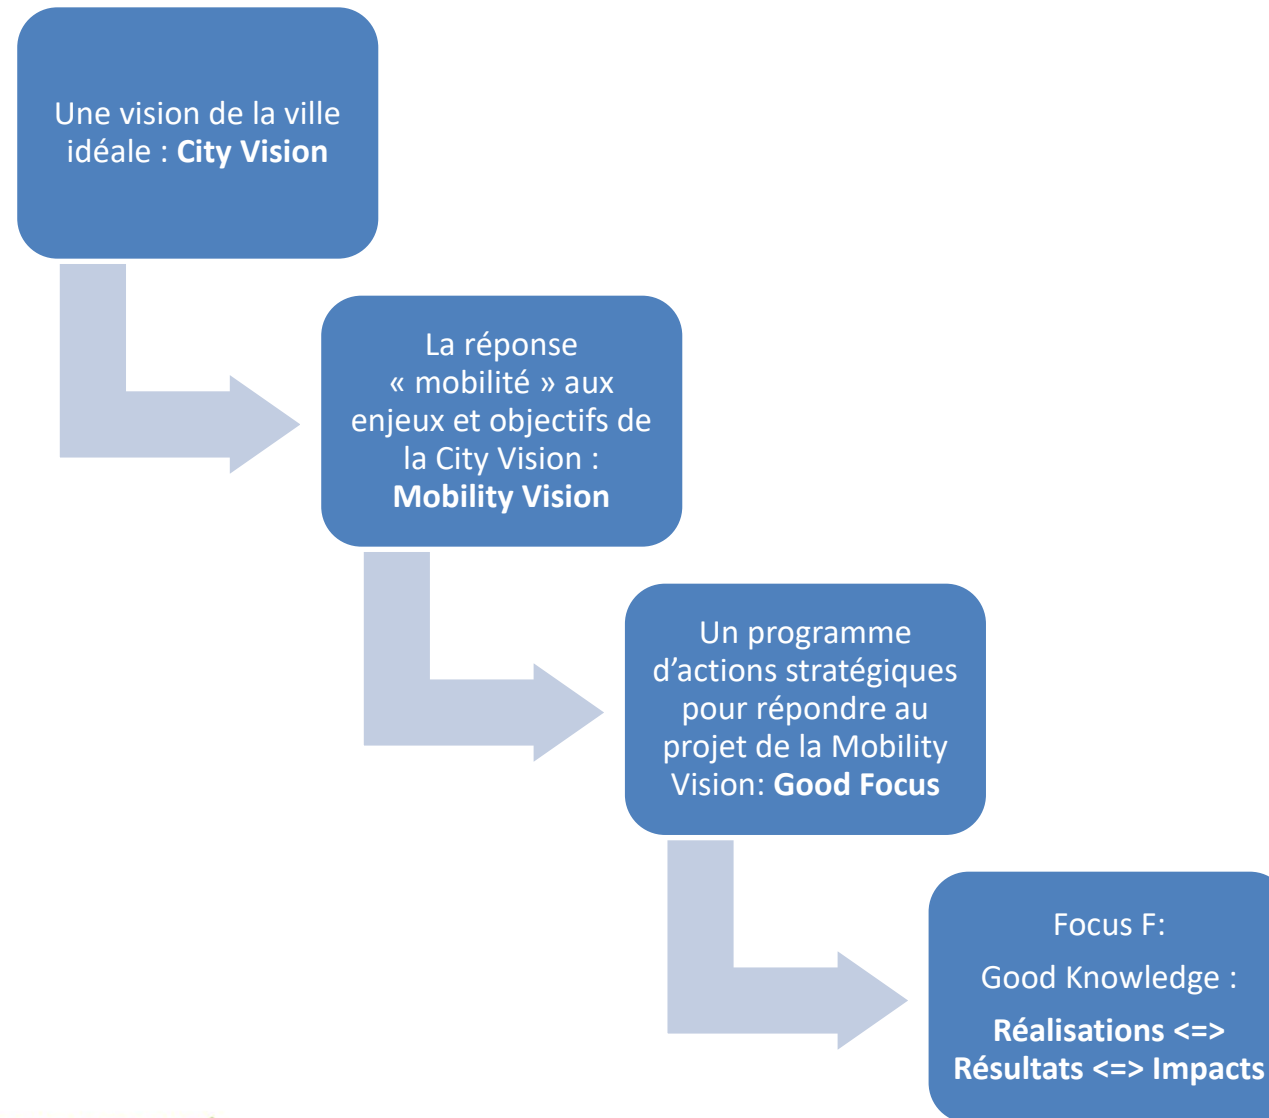 Une vision de la ville
idéale : City Vision
La réponse
« mobilité » aux
enjeux et objectifs de
la City Vision :
Mobility Vision
Un programme
d’actions stratégiques
pour répondre au
projet de la Mobility
Vision: Good Focus
Focus F:
Good Knowledge :
Réalisations <=>
Résultats <=> Impacts